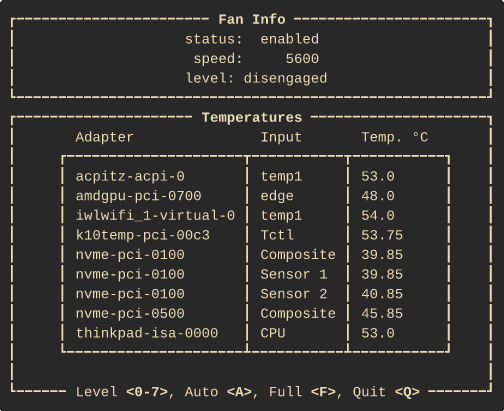 Fan Info
status: enabled
speed: 5600
level: disengaged
Temperatures
Adapter Input Temp. °C
acpitz-acpi-0 temp1 53.0
amdgpu-pci-0700 edge 48.0
iwlwifi_1-virtual-0 temp1 54.0
k10temp-pci-00c3 Tctl 53.75
nvme-pci-0100 Composite 39.85
nvme-pci-0100 Sensor 1 39.85
nvme-pci-0100 Sensor 2 40.85
nvme-pci-0500 Composite 45.85
thinkpad-isa-0000 CPU 53.0
Level <0-7>, Auto <A>, Full <F>, Quit <Q>